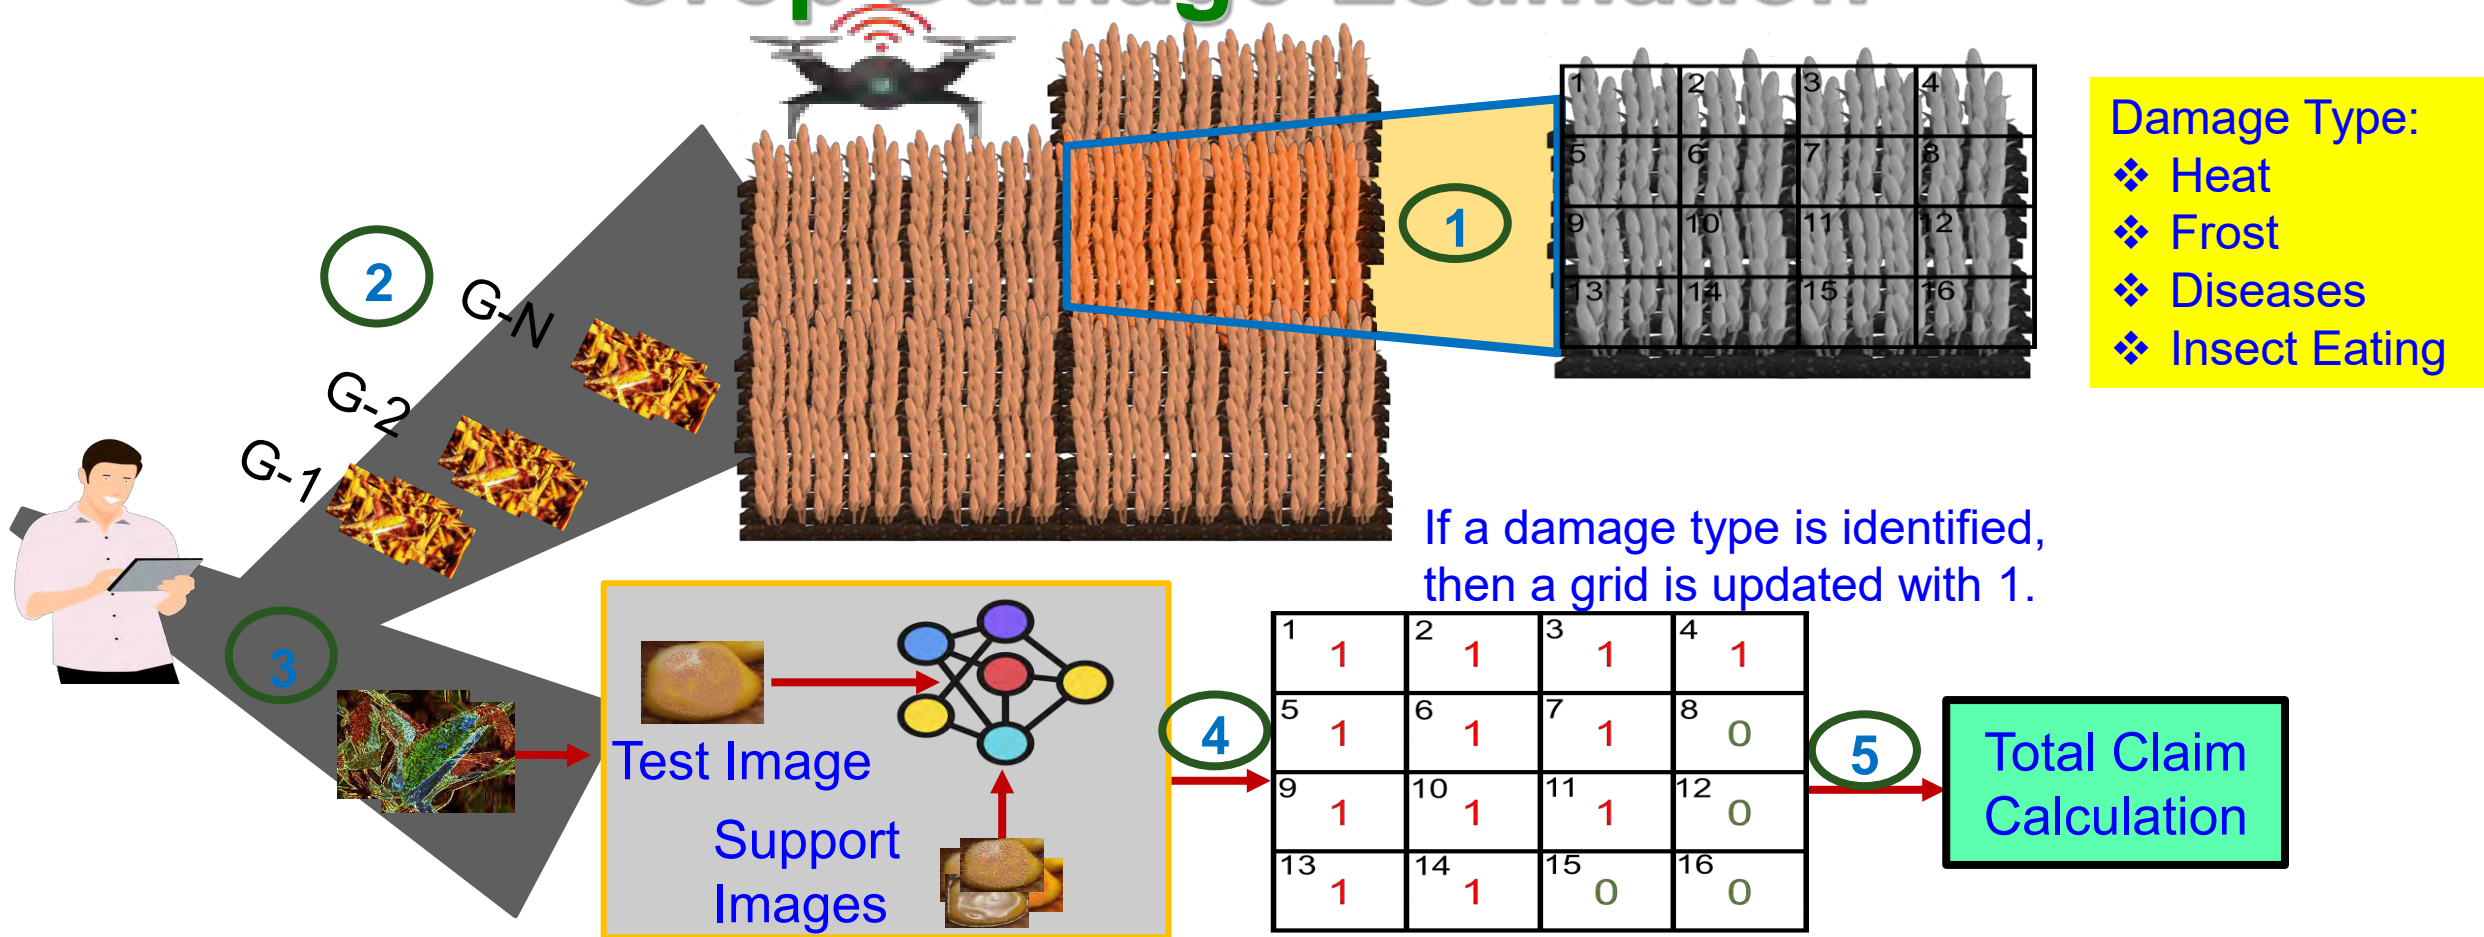 Crop Damage Estimation
1 2 3 4
5 6 7 8
9 10 11 12
13 14 15 16
Damage Type:
❖ Heat
❖ Frost
❖ Diseases
❖ Insect Eating
1
2
G-N
G-2
G-1
3
If a damage type is identified,
then a grid is updated with 1.
Test Image
Support
Images
4
1 1 2 1 3 1 4 1
5 1 6 1 7 1 8 0
9 1 10 1 11 1 12 0
13 1 14 1 15 0 16 0
5
Total Claim
Calculation